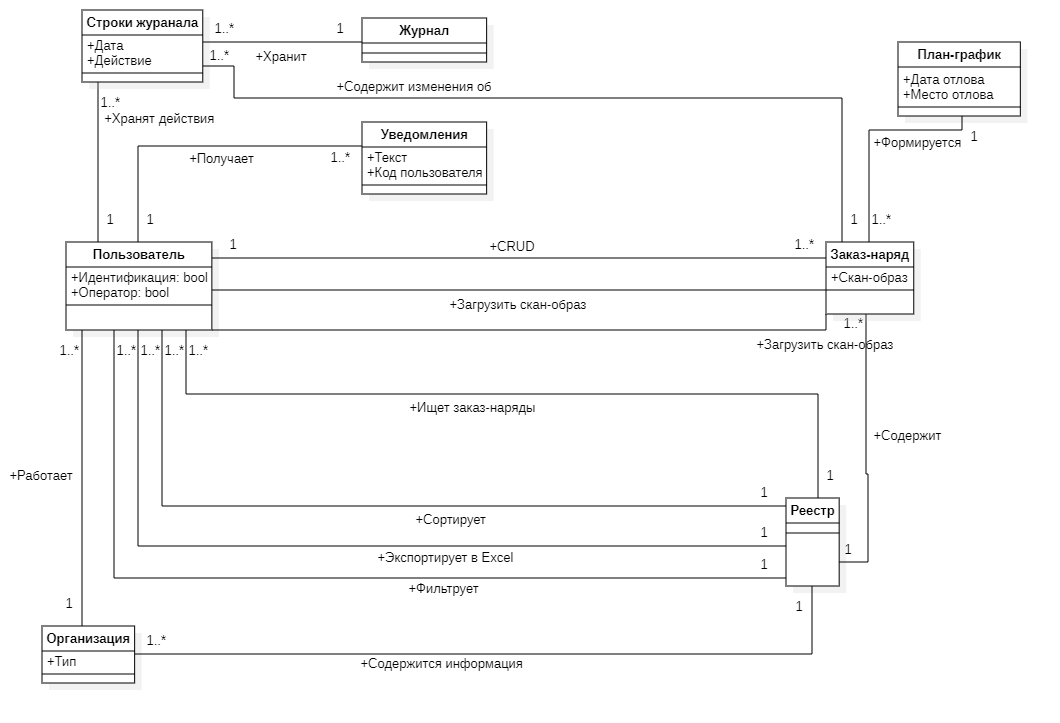 Строки журанала
+Дата
+Действие
1..*
1
Журнал
+Хранит
1..*
+Содержит изменения об
План-график
+Дата отлова
+Место отлова
1..*
+Хранят действия
Уведомления
+Текст
+Код пользователя
+Получает
1..*
+Формируется
1
1
1
1
1..*
Пользователь
+Идентификация: bool
+Оператор: bool
1
+CRUD
1..*
Заказ-наряд
+Скан-образ
+Загрузить скан-образ
1..*
+Загрузить скан-образ
1..*
1..*
1..*
1..*
1..*
+Ищет заказ-наряды
+Содержит
+Работает
1
1
+Сортирует
Реестр
1
+Экспортирует в Excel
1
1
+Фильтрует
1
1
Организация
+Тип
1..*
+Содержится информация